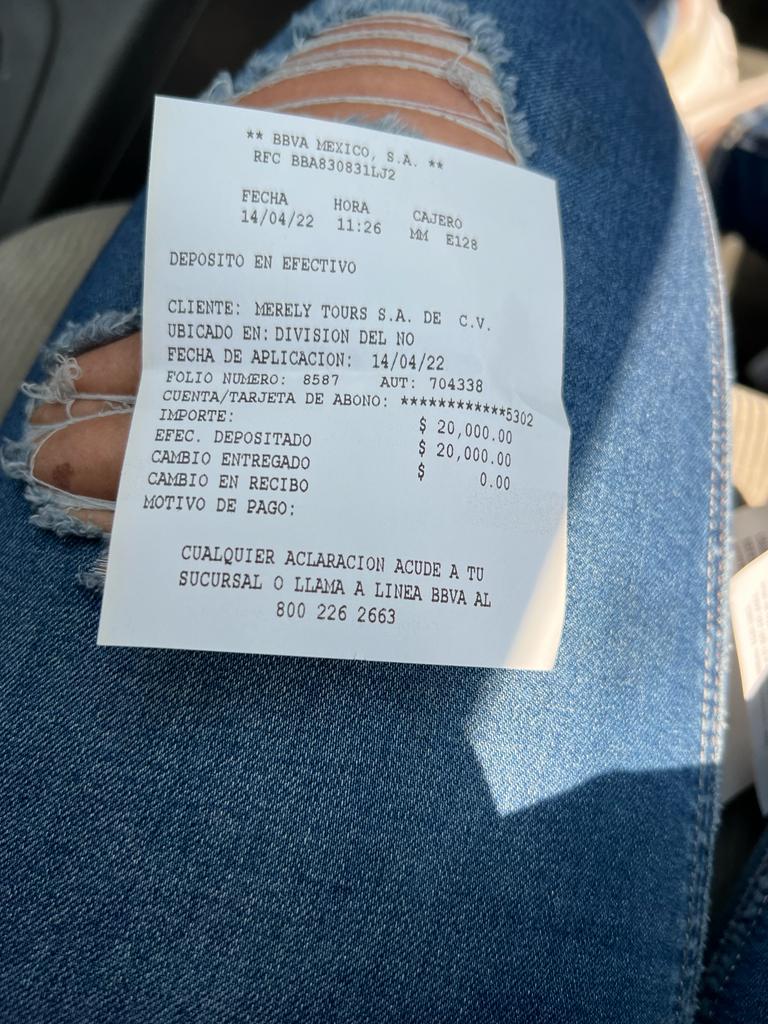 ** BBVA MEXICO, S.A. **
RFC BBA830831LJ2
FECHA HORA CAJERO
14/04/22 11:26 MM E128
DEPOSITO EN EFECTIVO
CLIENTE: MERELY TOURS S.A. DE C.V.
UBICADO EN: DIVISION DEL NO
FECHA DE APLICACION: 14/04/22
FOLIO NUMERO: 8587 AUT: 704338
CUENTA/TARJETA DE ABONO: ************5302
IMPORTE: $ 20,000.00
EFEC. DEPOSITADO $ 20,000.00
CAMBIO ENTREGADO $ 0.00
CAMBIO EN RECIBO
MOTIVO DE PAGO:
CUALQUIER ACLARACION ACUDE A TU
SUCURSAL O LLAMA A LINEA BBVA AL
800 226 2663